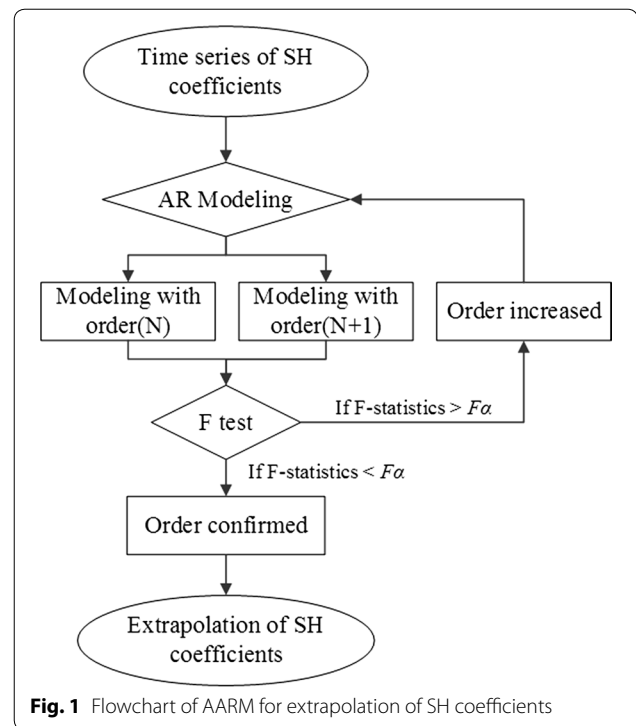 Time series of SH
coefficients
AR Modeling
Modeling with
order(N)
Modeling with
order(N+1)
Order increased
F test
If F-statistics > Fα
If F-statistics < Fα
Order confirmed
Extrapolation of SH
coefficients
Fig. 1 Flowchart of AARM for extrapolation of SH coefficients